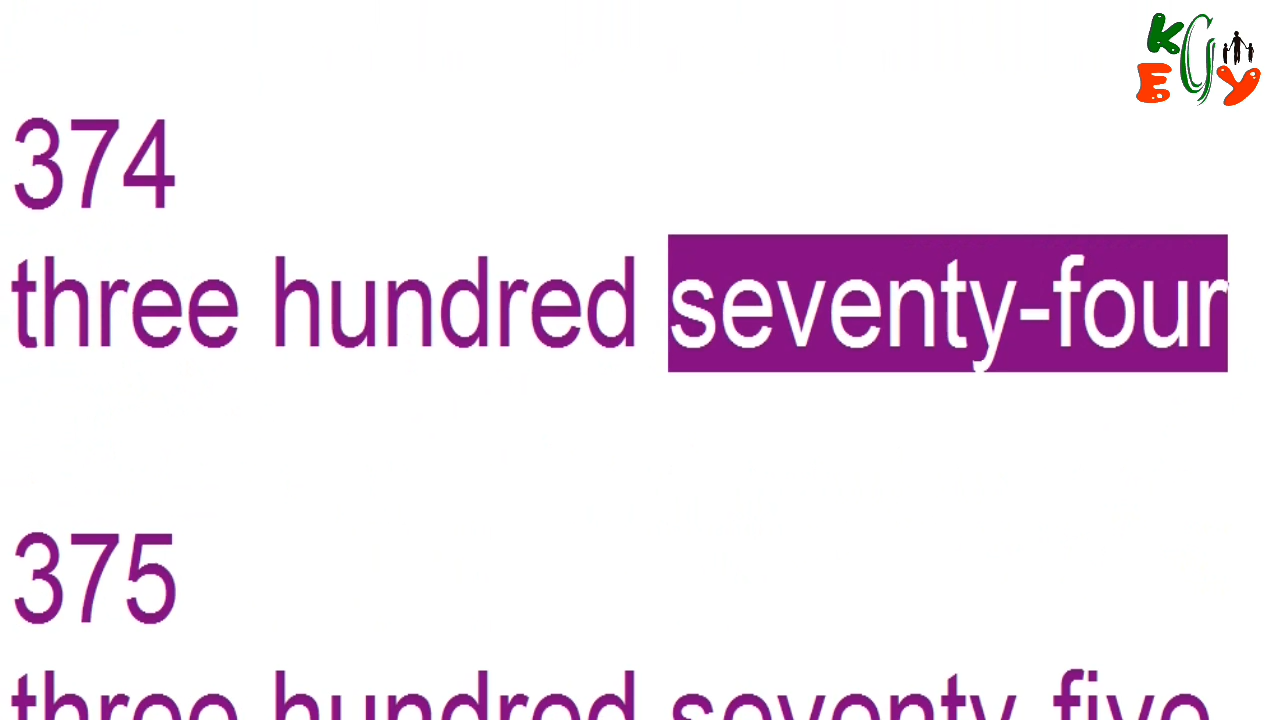 K G
E Y
374
three hundred seventy-four
375
three hundred seventy-five